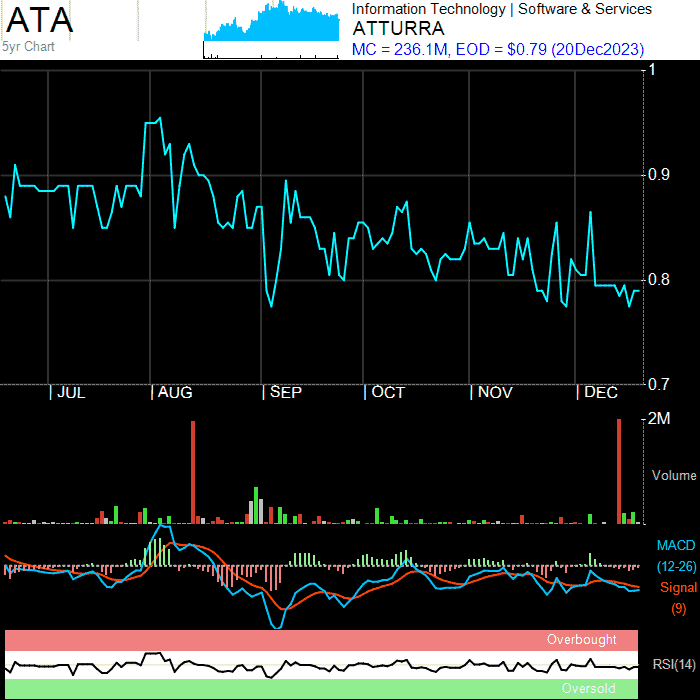 ATA
5yr Chart
Information Technology | Software & Services
ATTURRA
MC = 236.1M, EOD = $0.79 (20Dec2023)
1
0.9
0.8
0.7
| JUL | AUG | SEP | OCT | NOV | DEC
2M
Volume
MACD
(12-26)
Signal
(9)
Overbought
RSI(14)
Oversold